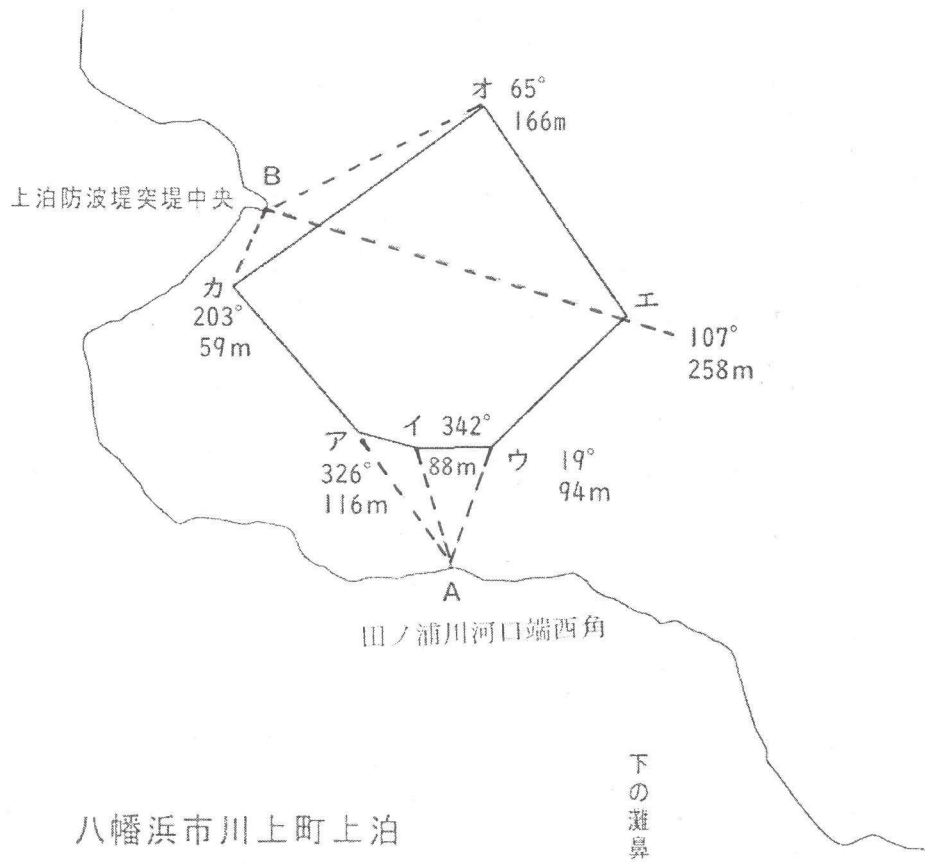 オ 65°
166m
B
上泊防波堤突堤中央
カ
203°
59m
エ
107°
258m
ア
326°
116m
イ 342°
88m
ウ 19°
94m
A
田ノ浦川河口端西角
下の灘鼻
八幡浜市川上町上泊